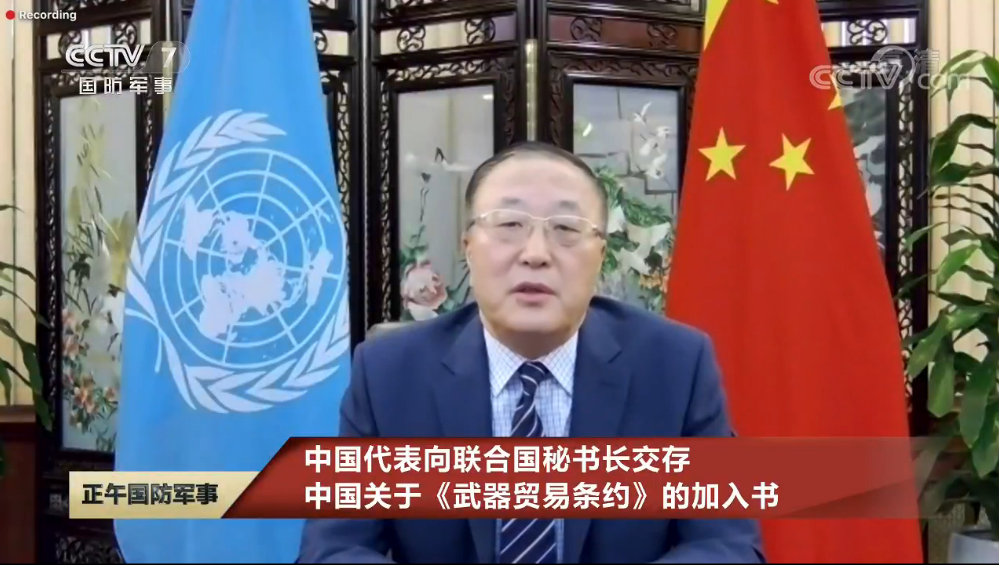 Recording
CCTV 7
国防军事
CCTV 7
com
中国代表向联合国秘书长交存
中国关于《武器贸易条约》的加入书
正午国防军事